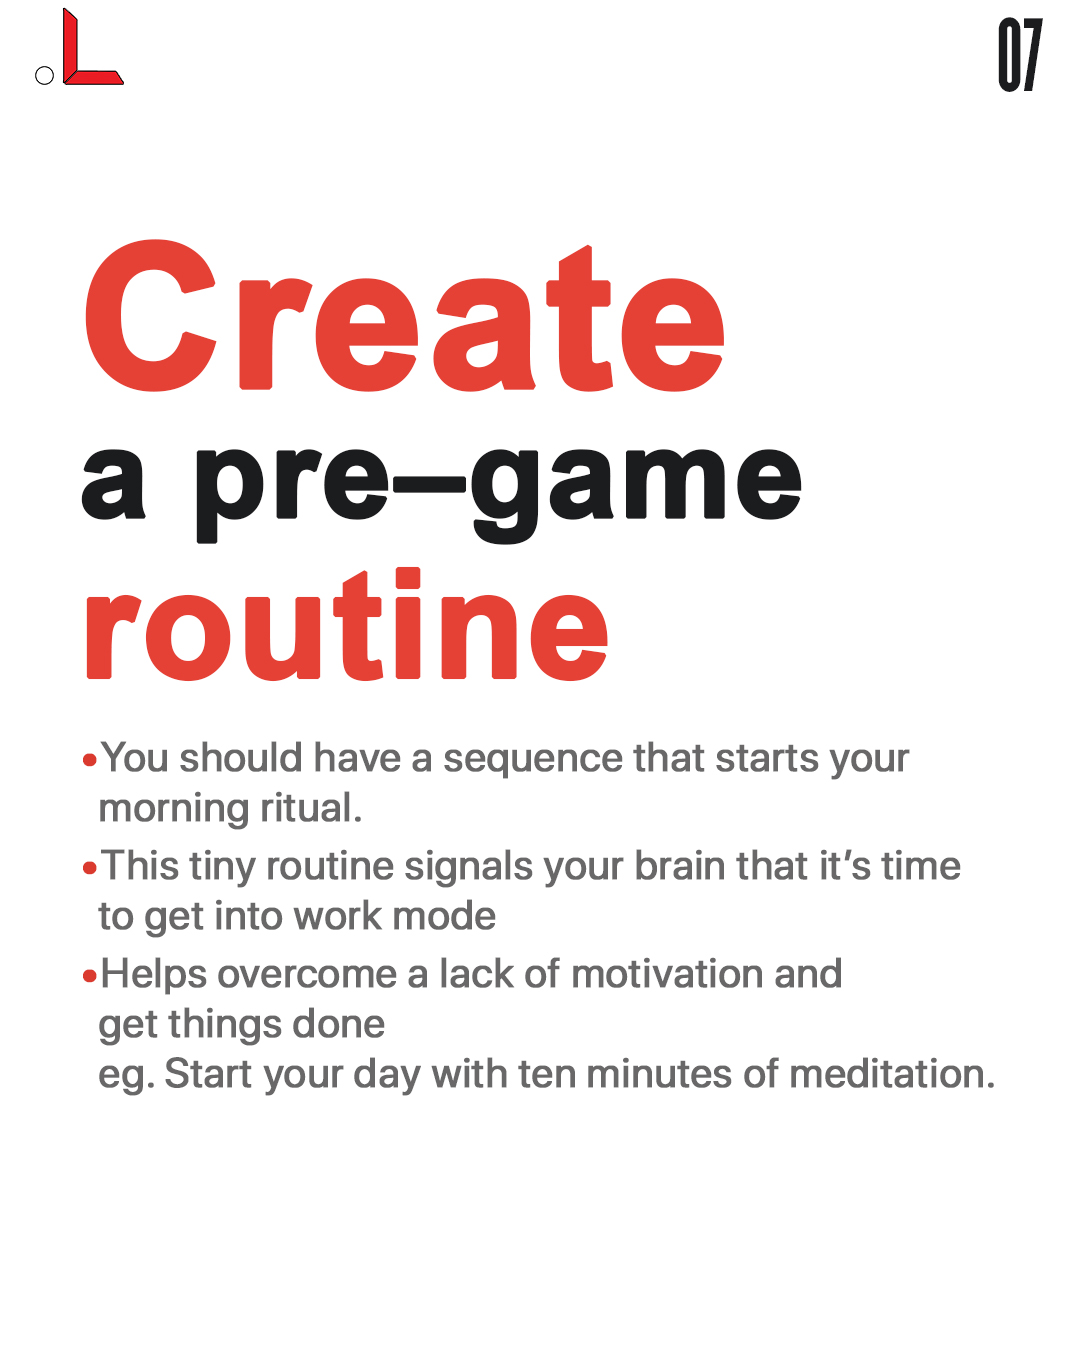 07
Create
a pre–game
routine
•You should have a sequence that starts your
morning ritual.
•This tiny routine signals your brain that it’s time
to get into work mode
•Helps overcome a lack of motivation and
get things done
eg. Start your day with ten minutes of meditation.